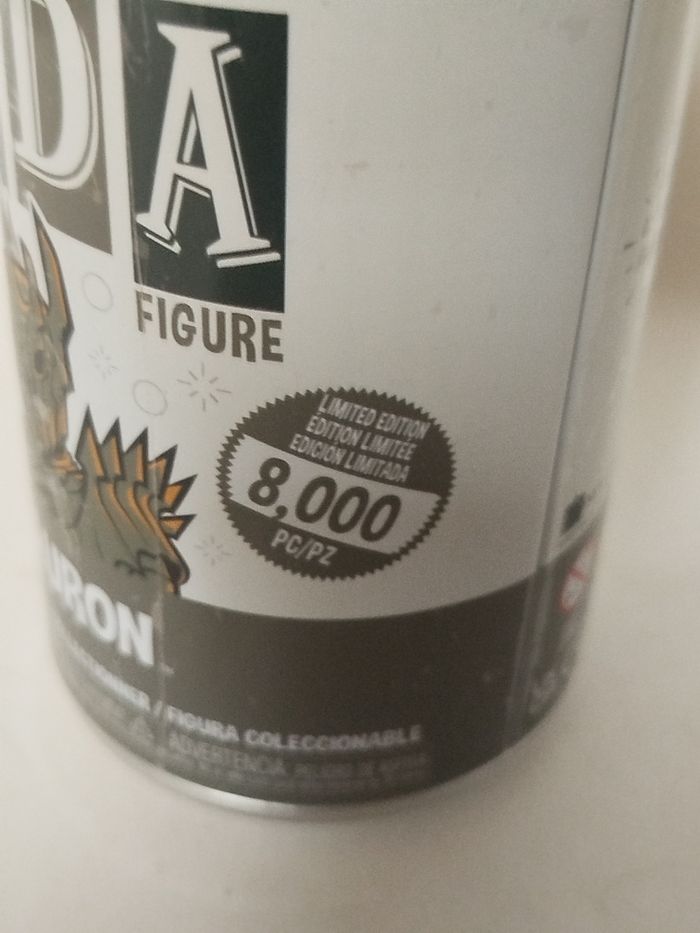 DA
FIGURE
LIMITED EDITION
ÉDITION LIMITÉE
EDICIÓN LIMITADA
8,000
PC/PZ
URON
/ FIGURA COLECCIONABLE
ADVERTENCIA